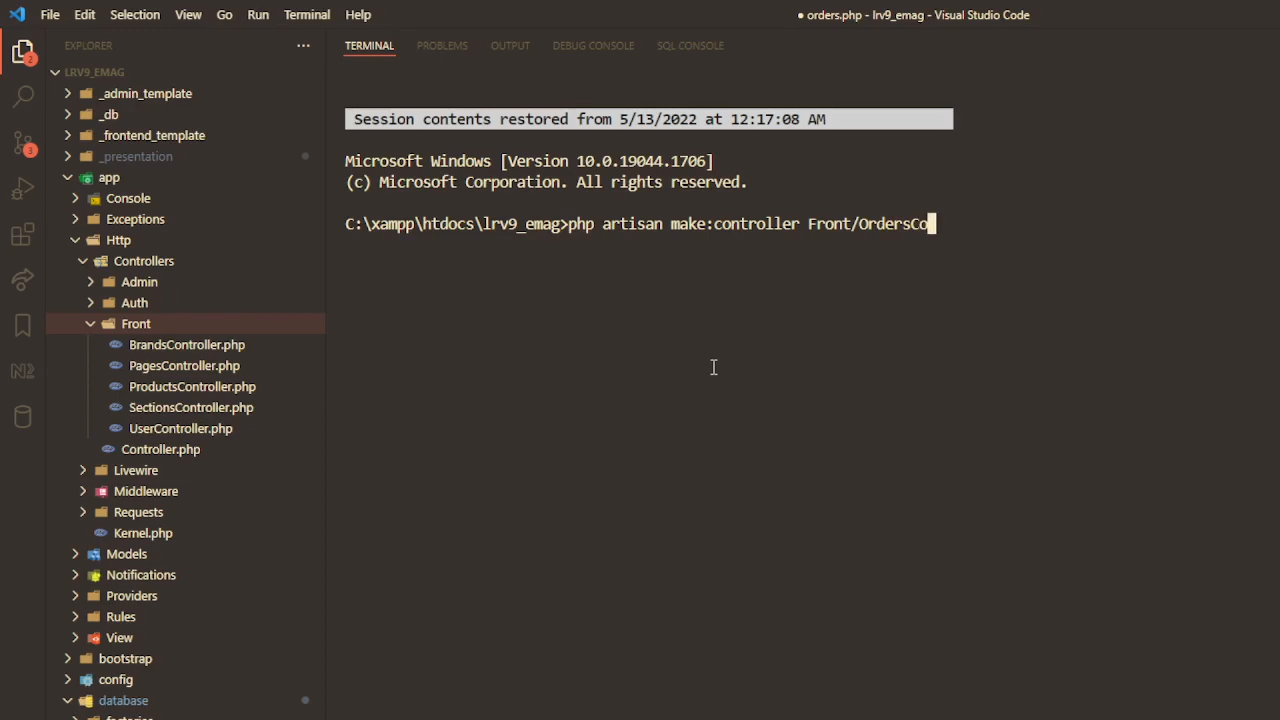 File Edit Selection View Go Run Terminal Help
● orders.php - lrv9_emag - Visual Studio Code
EXPLORER
TERMINAL PROBLEMS OUTPUT DEBUG CONSOLE SQL CONSOLE
LRV9_EMAG
_admin_template
_db
_frontend_template
_presentation
app
Console
Exceptions
Http
Controllers
Admin
Auth
Front
BrandsController.php
PagesController.php
ProductsController.php
SectionsController.php
UserController.php
Controller.php
Livewire
Middleware
Requests
Kernel.php
Models
Notifications
Providers
Rules
View
bootstrap
config
database
2
3
N2
Session contents restored from 5/13/2022 at 12:17:08 AM
Microsoft Windows [Version 10.0.19044.1706]
(c) Microsoft Corporation. All rights reserved.
C:\xampp\htdocs\lrv9_emag>php artisan make:controller Front/OrdersCo